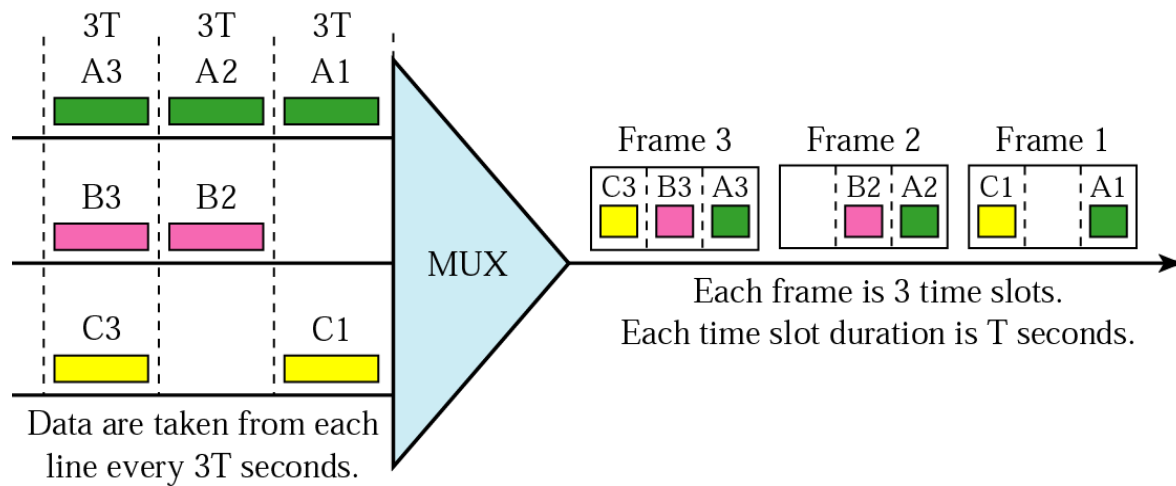 3T 3T 3T
A3 A2 A1
B3 B2
C3 C1
Data are taken from each
line every 3T seconds.
MUX
Frame 3 Frame 2 Frame 1
C3 B3 A3 B2 A2 C1 A1
Each frame is 3 time slots.
Each time slot duration is T seconds.